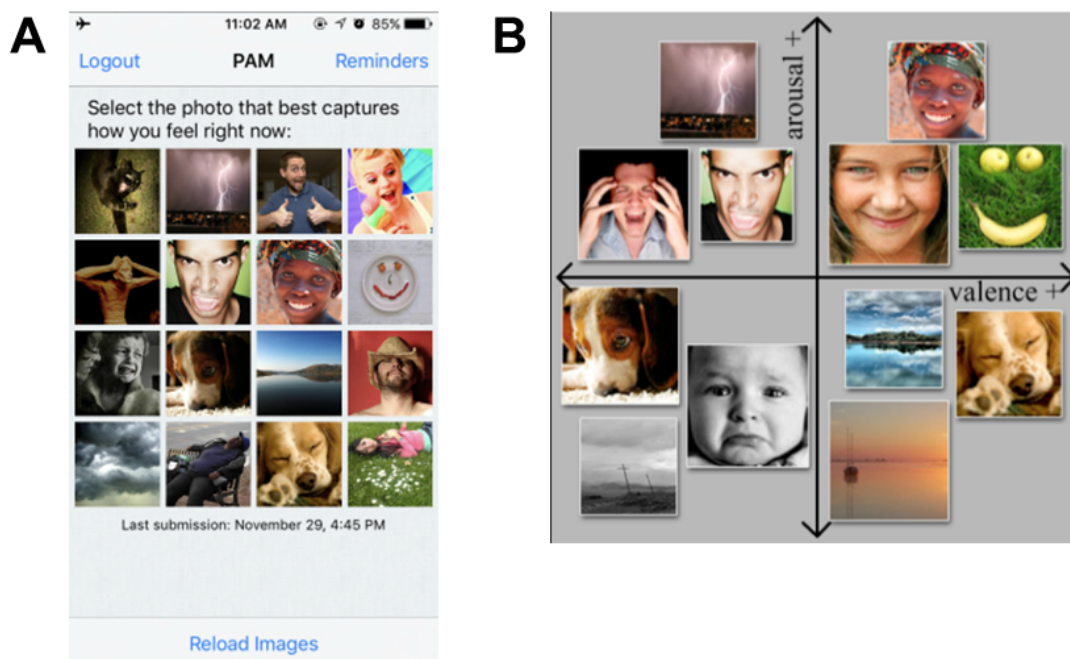 A
11:02 AM
85%
Logout PAM Reminders
Select the photo that best captures
how you feel right now:
Last submission: November 29, 4:45 PM
Reload Images
B
arousal +
valence +